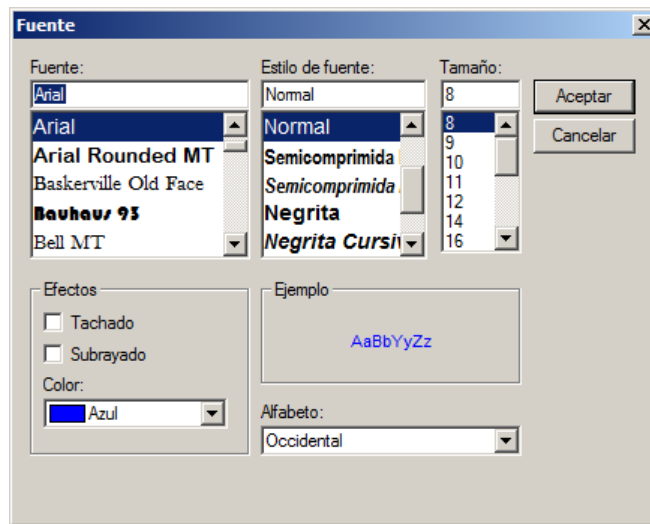 Fuente
Fuente:
Arial
Arial
Arial Rounded MT
Baskerville Old Face
Bauhaus 93
Bell MT
Estilo de fuente:
Normal
Normal
Semicomprimida
Semicomprimida
Negrita
Negrita Cursiv
Tamaño:
8
8
9
10
11
12
14
16
Aceptar
Cancelar
Efectos
Tachado
Subrayado
Color:
Azul
Ejemplo
AaBbYyZz
Alfabeto:
Occidental